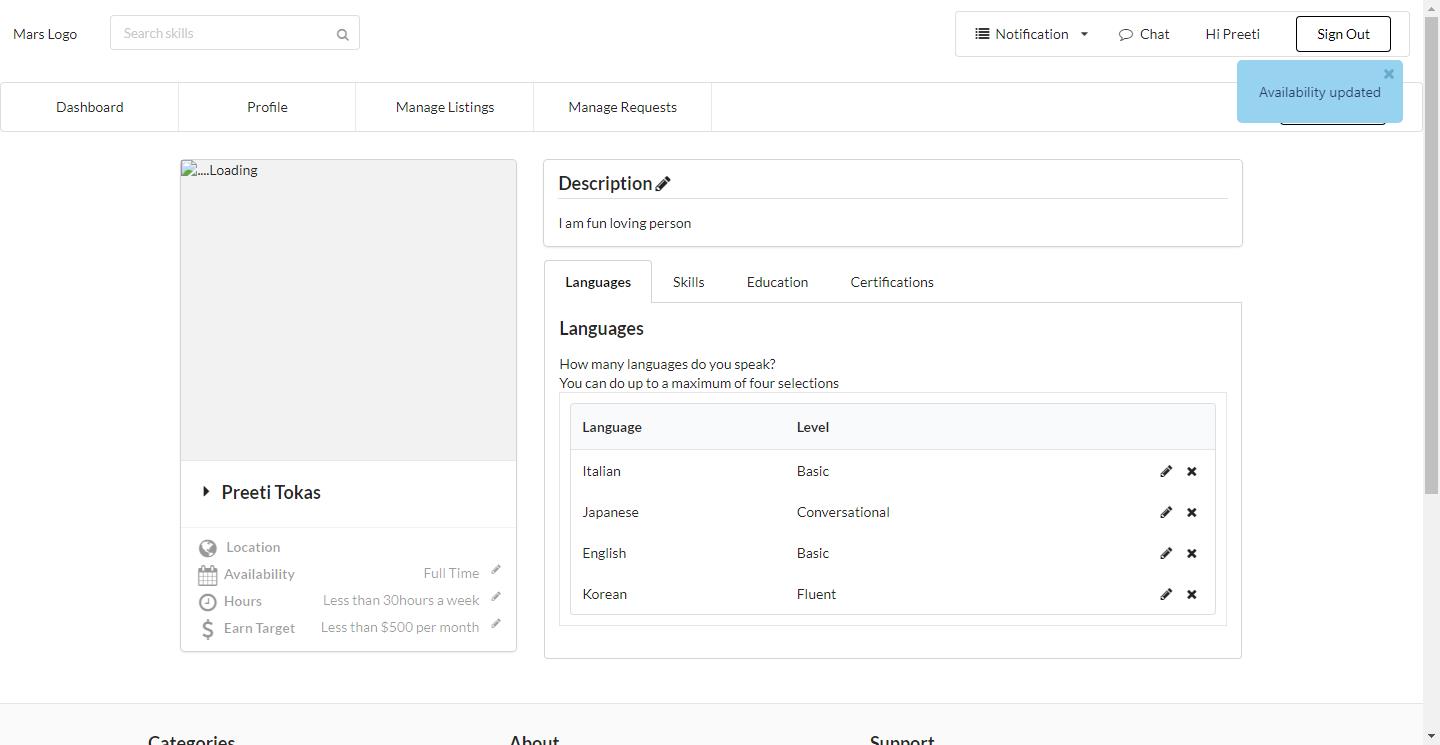 Mars Logo
Search skills
Notification
Chat
Hi Preeti
Sign Out
Availability updated
Dashboard
Profile
Manage Listings
Manage Requests
....Loading
Preeti Tokas
Location
Availability
Full Time
Hours
Less than 30hours a week
Earn Target
Less than $500 per month
Description
I am fun loving person
Languages
Skills
Education
Certifications
Languages
How many languages do you speak?
You can do up to a maximum of four selections
Language
Level
Italian
Basic
Japanese
Conversational
English
Basic
Korean
Fluent
Categories
About
Support